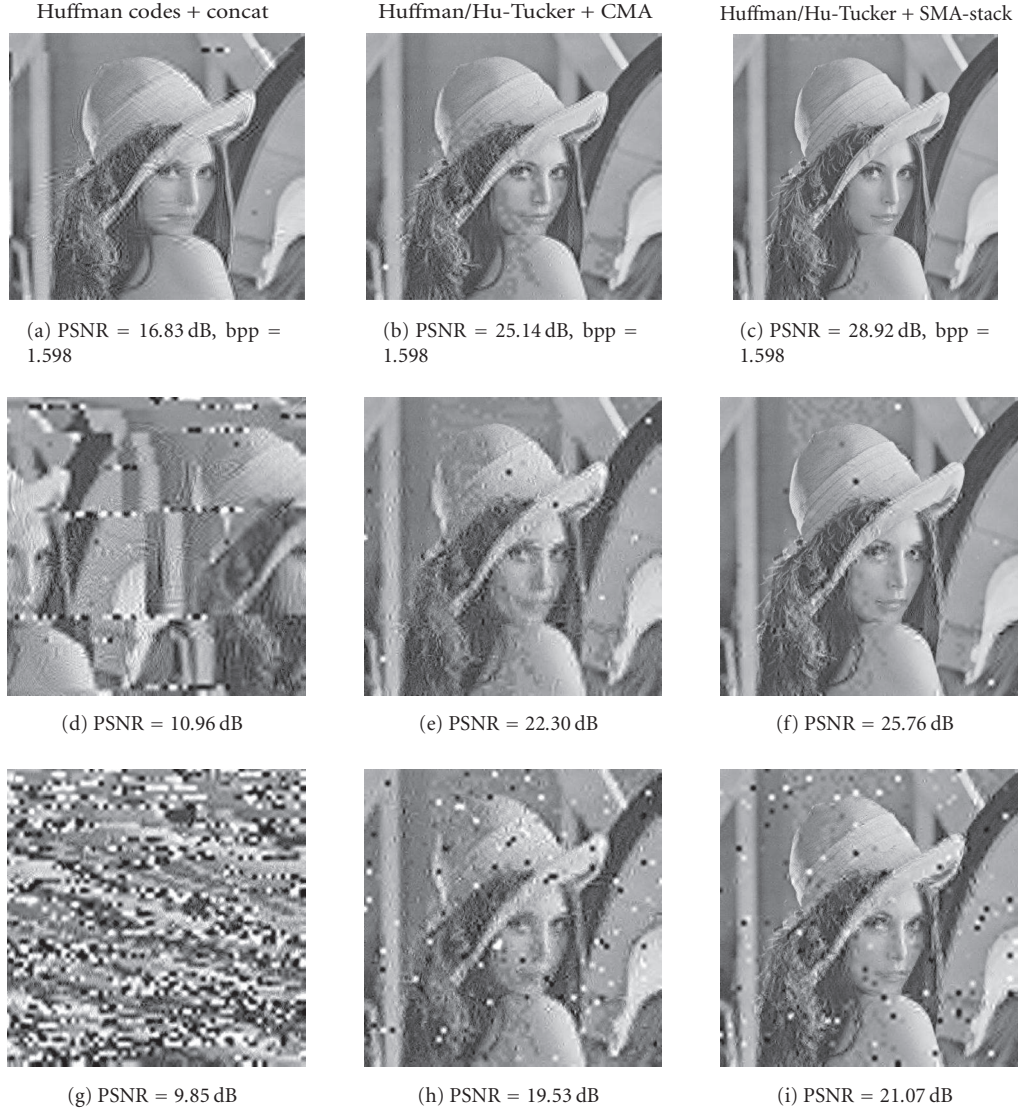 Huffman codes + concat
Huffman/Hu-Tucker + CMA
Huffman/Hu-Tucker + SMA-stack
(a) PSNR = 16.83 dB, bpp =
1.598
(b) PSNR = 25.14 dB, bpp =
1.598
(c) PSNR = 28.92 dB, bpp =
1.598
(d) PSNR = 10.96 dB
(e) PSNR = 22.30 dB
(f) PSNR = 25.76 dB
(g) PSNR = 9.85 dB
(h) PSNR = 19.53 dB
(i) PSNR = 21.07 dB